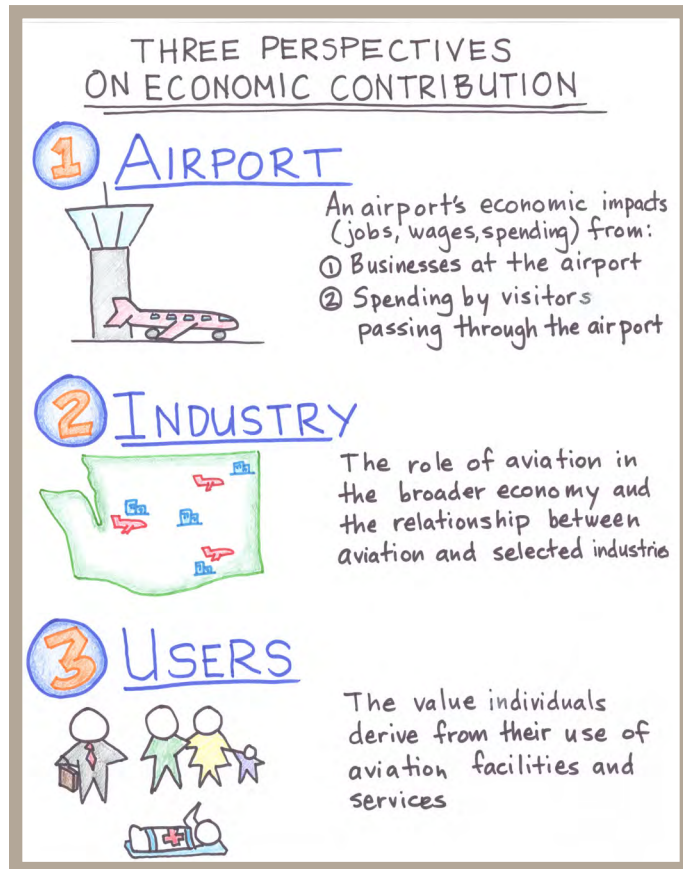 THREE PERSPECTIVES
ON ECONOMIC CONTRIBUTION
1 AIRPORT
An airport's economic impacts
(jobs, wages, spending) from:
① Businesses at the airport
② Spending by visitors
passing through the airport
2 INDUSTRY
The role of aviation in
the broader economy and
the relationship between
aviation and selected industries
3 USERS
The value individuals
derive from their use of
aviation facilities and
services